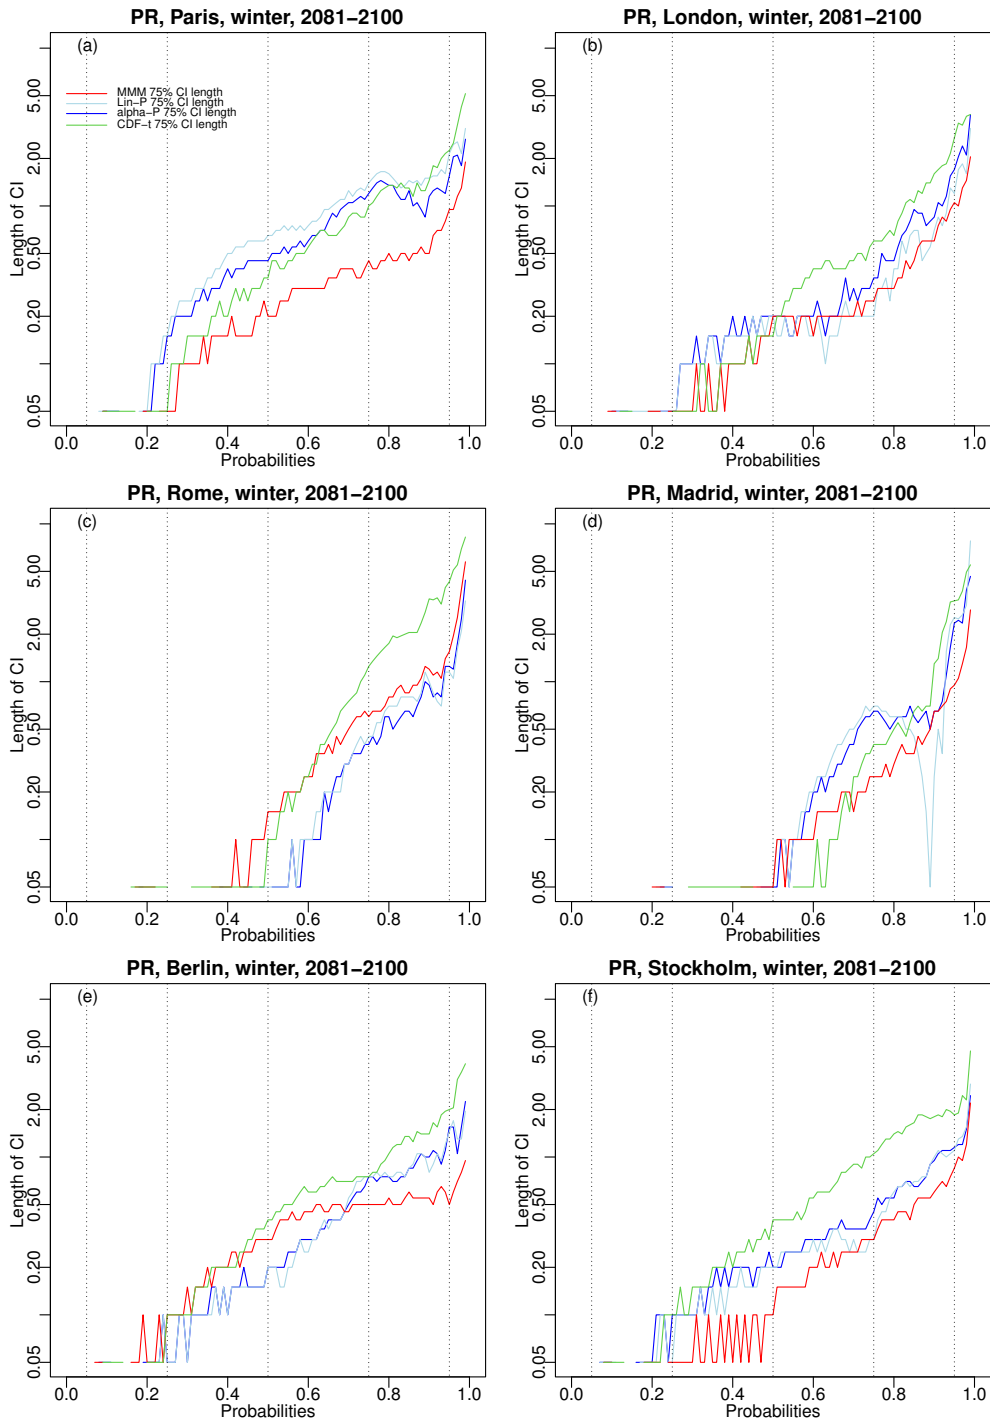 PR, Paris, winter, 2081−2100
(a)
MMM 75% CI length
Lin−P 75% CI length
alpha−P 75% CI length
CDF−t 75% CI length
Length of CI
0.05 0.20 0.50 2.00 5.00
0.0 0.2 0.4 0.6 0.8 1.0
Probabilities
PR, London, winter, 2081−2100
(b)
Length of CI
0.05 0.20 0.50 2.00 5.00
0.0 0.2 0.4 0.6 0.8 1.0
Probabilities
PR, Rome, winter, 2081−2100
(c)
Length of CI
0.05 0.20 0.50 2.00 5.00
0.0 0.2 0.4 0.6 0.8 1.0
Probabilities
PR, Madrid, winter, 2081−2100
(d)
Length of CI
0.05 0.20 0.50 2.00 5.00
0.0 0.2 0.4 0.6 0.8 1.0
Probabilities
PR, Berlin, winter, 2081−2100
(e)
Length of CI
0.05 0.20 0.50 2.00 5.00
0.0 0.2 0.4 0.6 0.8 1.0
Probabilities
PR, Stockholm, winter, 2081−2100
(f)
Length of CI
0.05 0.20 0.50 2.00 5.00
0.0 0.2 0.4 0.6 0.8 1.0
Probabilities